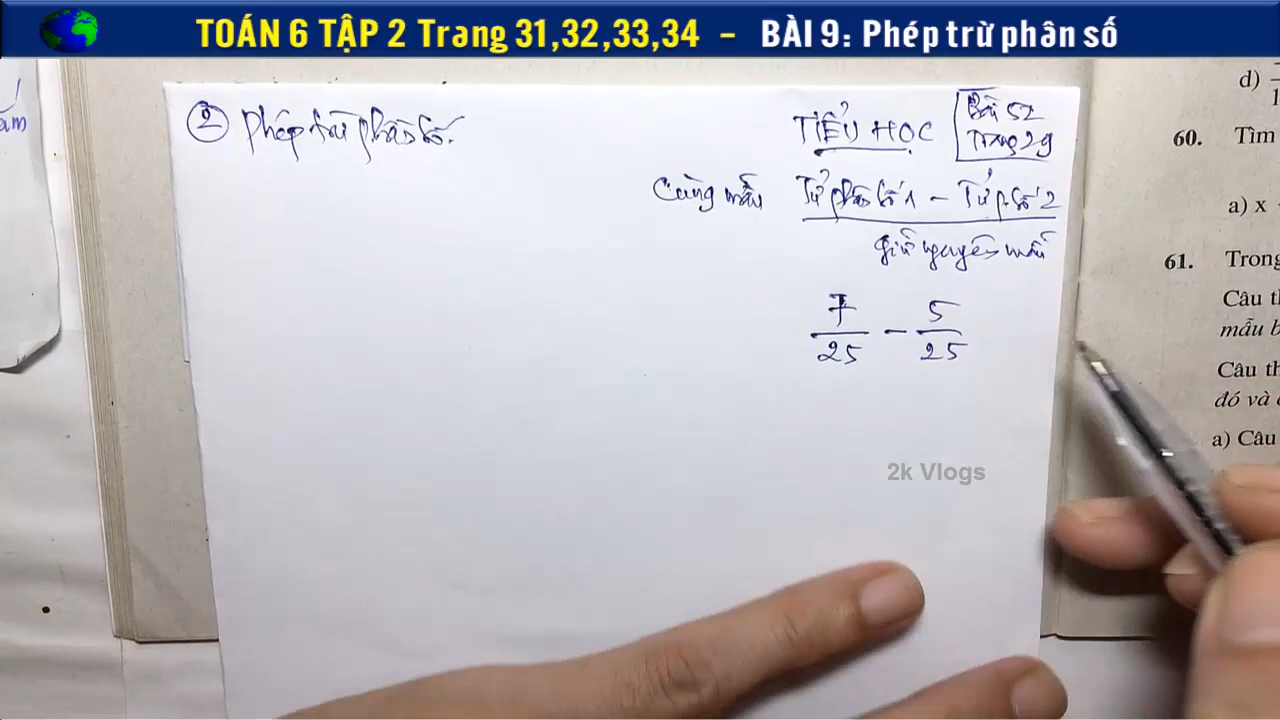 TOÁN 6 TẬP 2 Trang 31,32,33,34 – BÀI 9: Phép trừ phân số
ẩm
② Phép trừ phân số.
TIỂU HỌC
Bài 52
Trang 29
Cùng mẫu
Tử phân số 1 – Tử p.số 2
giữ nguyên mẫu
7 – 5
25 25
2k Vlogs
d)
1
60. Tìm
a) x
61. Trong
Câu th
mẫu b
Câu th
đó và
a) Câu